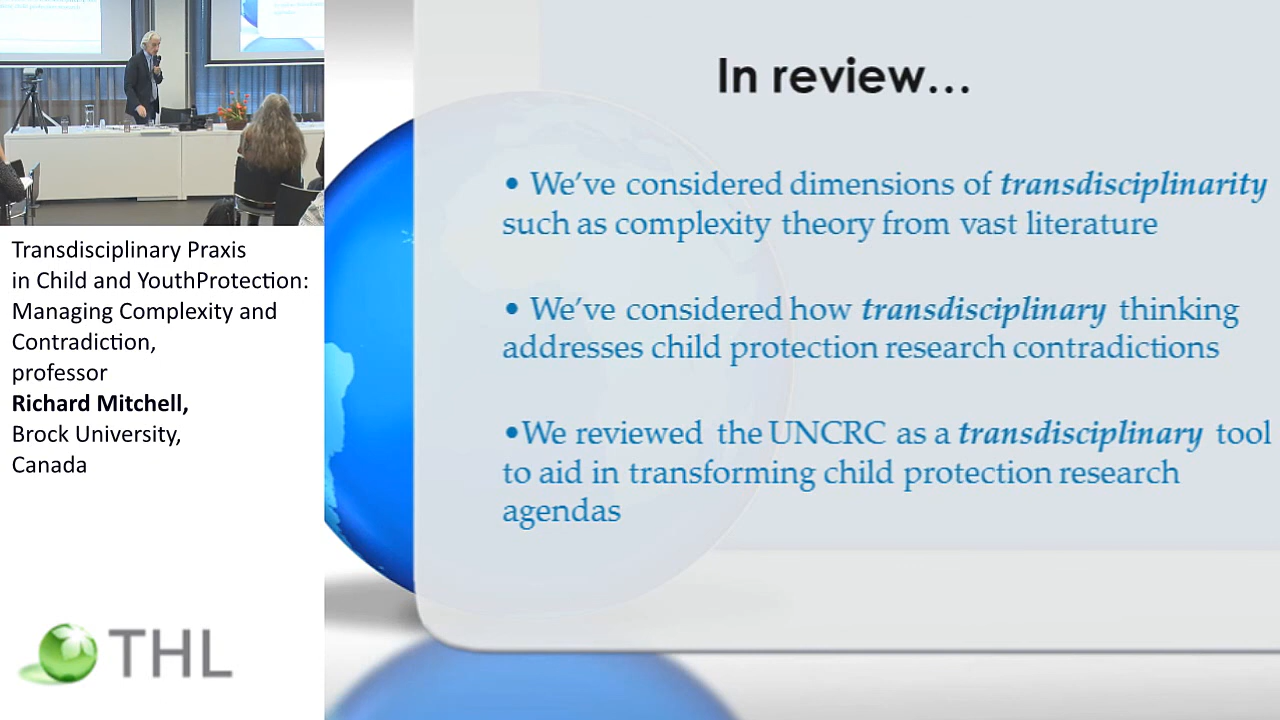 Transdisciplinary Praxis
in Child and YouthProtection:
Managing Complexity and
Contradiction,
professor
Richard Mitchell,
Brock University,
Canada
THL
In review...
• We've considered dimensions of transdisciplinarity
such as complexity theory from vast literature
• We've considered how transdisciplinary thinking
addresses child protection research contradictions
•We reviewed the UNCRC as a transdisciplinary tool
to aid in transforming child protection research
agendas